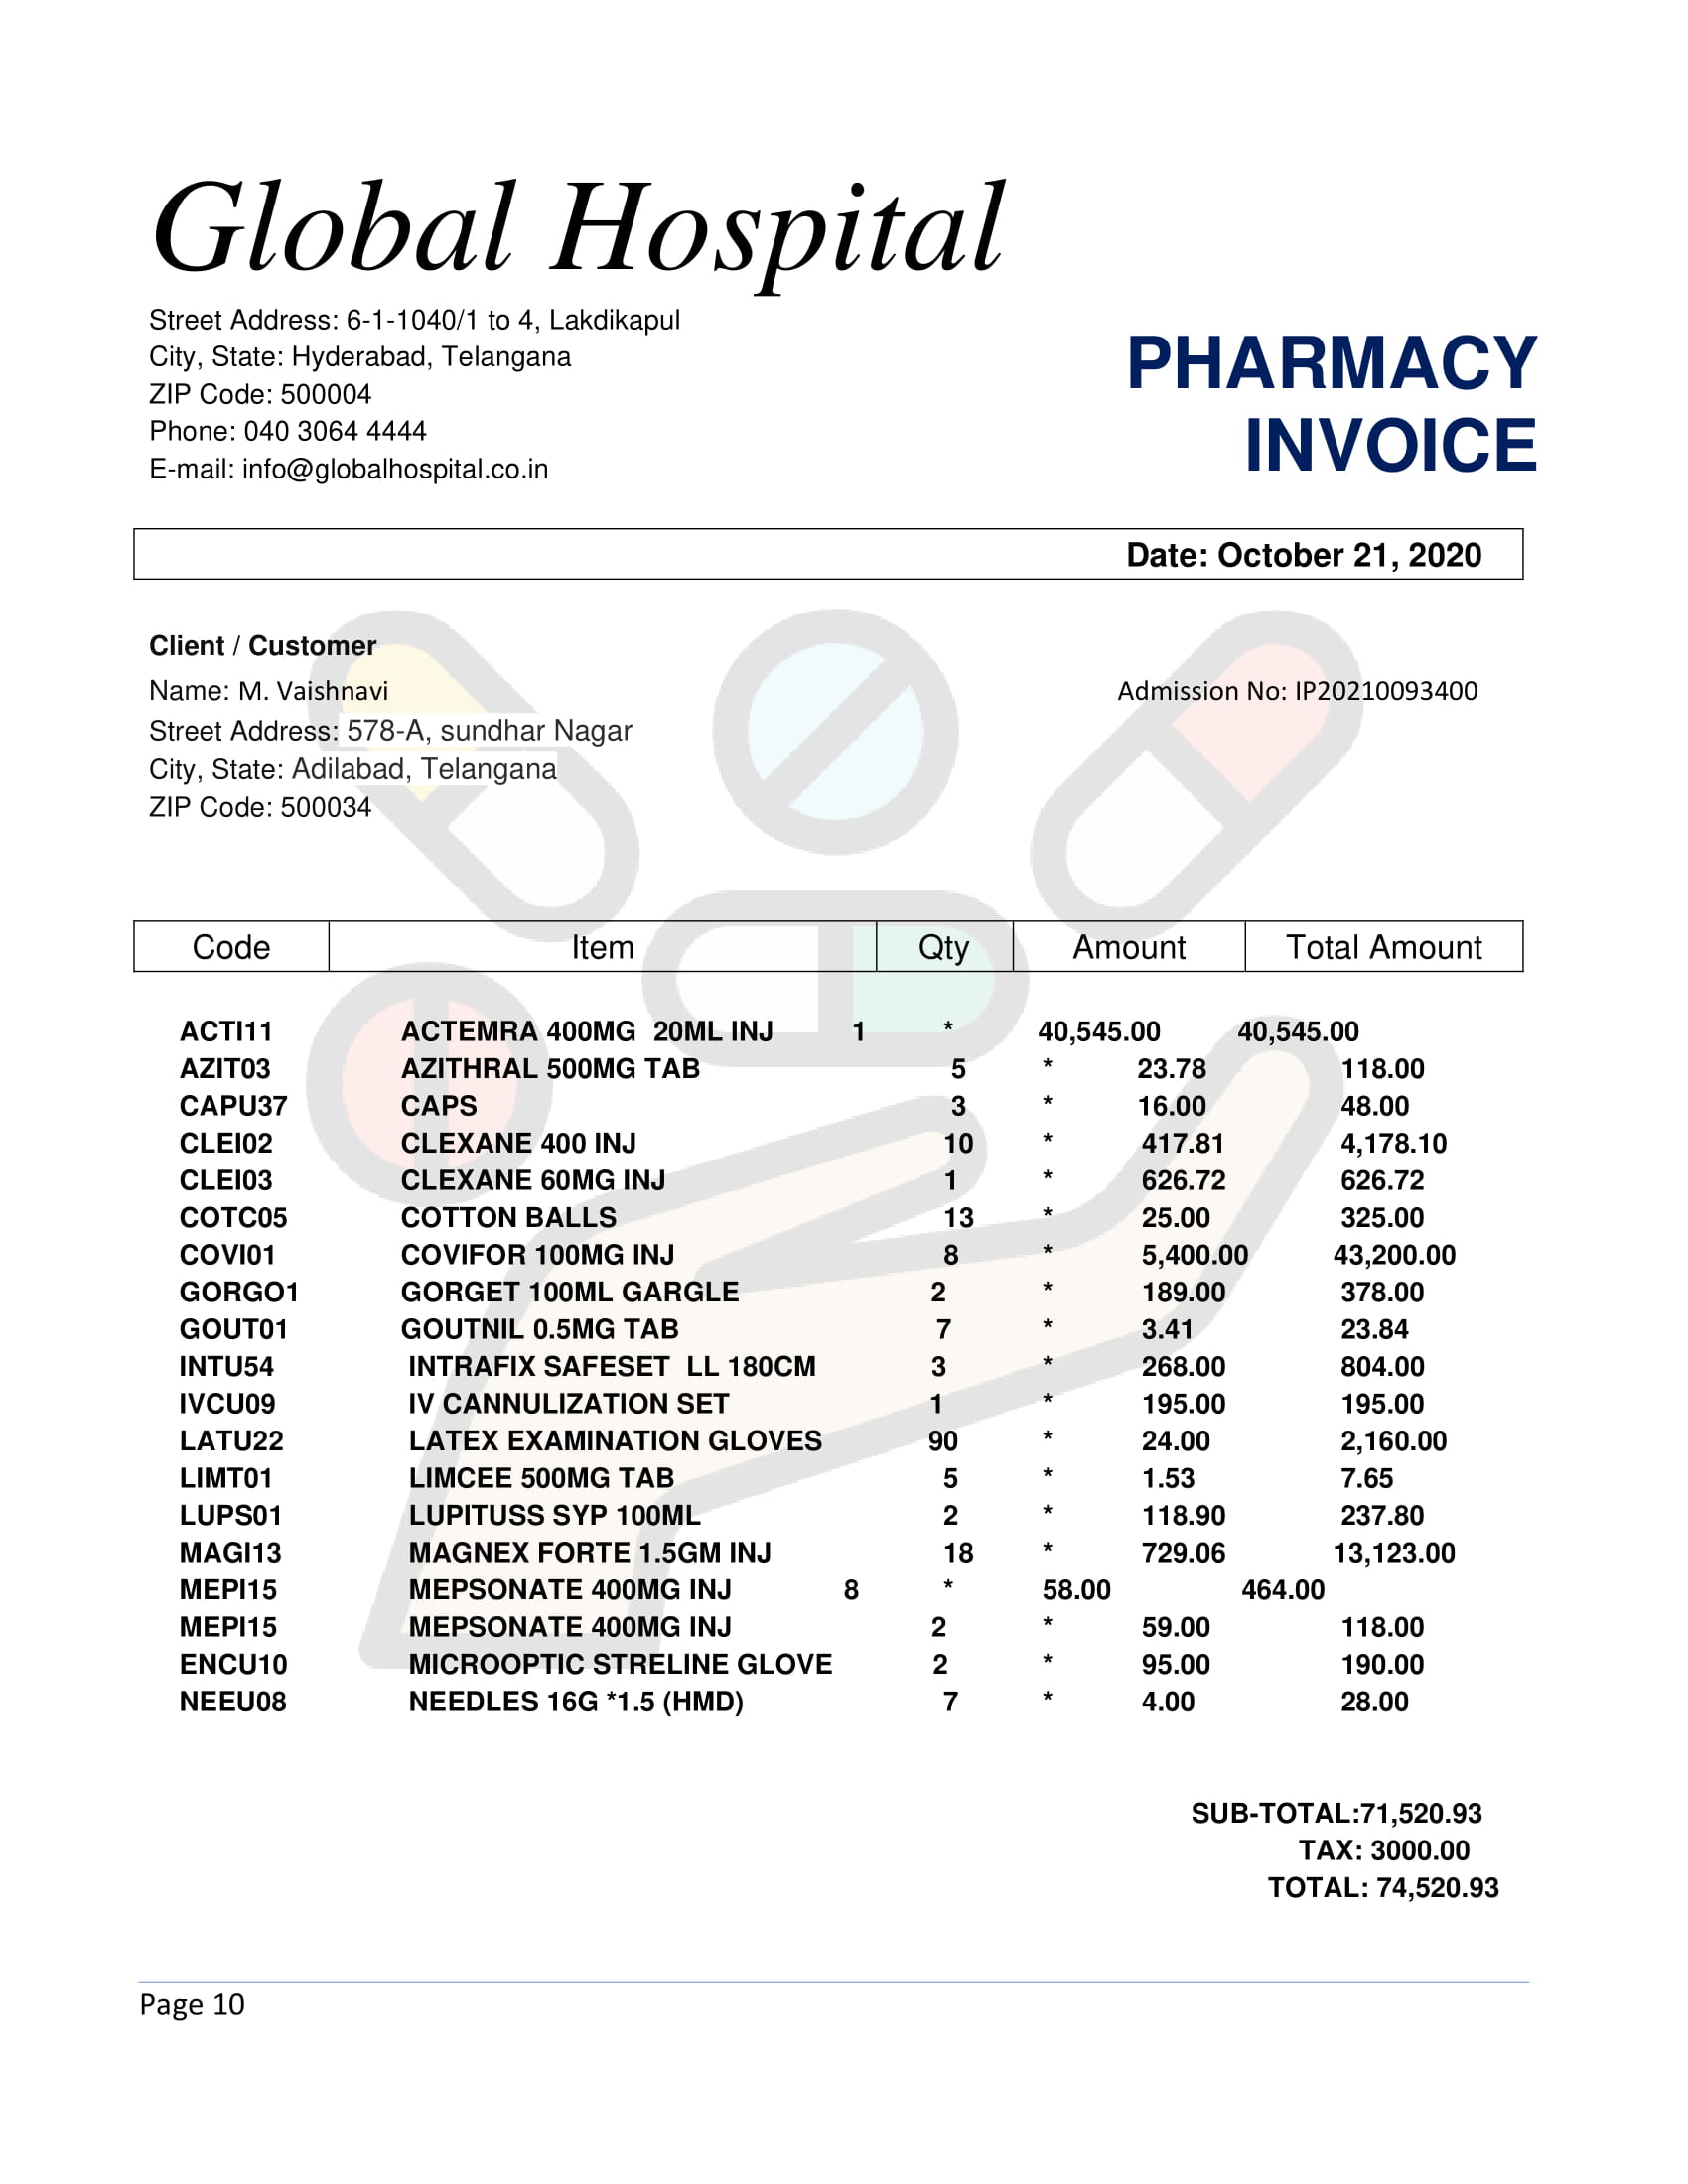 Global Hospital
Street Address: 6-1-1040/1 to 4, Lakdikapul
City, State: Hyderabad, Telangana
ZIP Code: 500004
Phone: 040 3064 4444
E-mail: info@globalhospital.co.in
PHARMACY
INVOICE
Date: October 21, 2020
Client / Customer
Name: M. Vaishnavi Admission No: IP20210093400
Street Address: 578-A, sundhar Nagar
City, State: Adilabad, Telangana
ZIP Code: 500034
Code Item Qty Amount Total Amount
ACTI11 ACTEMRA 400MG 20ML INJ 1 * 40,545.00 40,545.00
AZIT03 AZITHRAL 500MG TAB 5 * 23.78 118.00
CAPU37 CAPS 3 * 16.00 48.00
CLEI02 CLEXANE 400 INJ 10 * 417.81 4,178.10
CLEI03 CLEXANE 60MG INJ 1 * 626.72 626.72
COTC05 COTTON BALLS 13 * 25.00 325.00
COVI01 COVIFOR 100MG INJ 8 * 5,400.00 43,200.00
GORGO1 GORGET 100ML GARGLE 2 * 189.00 378.00
GOUT01 GOUTNIL 0.5MG TAB 7 * 3.41 23.84
INTU54 INTRAFIX SAFESET LL 180CM 3 * 268.00 804.00
IVCU09 IV CANNULIZATION SET 1 * 195.00 195.00
LATU22 LATEX EXAMINATION GLOVES 90 * 24.00 2,160.00
LIMT01 LIMCEE 500MG TAB 5 * 1.53 7.65
LUPS01 LUPITUSS SYP 100ML 2 * 118.90 237.80
MAGI13 MAGNEX FORTE 1.5GM INJ 18 * 729.06 13,123.00
MEPI15 MEPSONATE 400MG INJ 8 * 58.00 464.00
MEPI15 MEPSONATE 400MG INJ 2 * 59.00 118.00
ENCU10 MICROOPTIC STRELINE GLOVE 2 * 95.00 190.00
NEEU08 NEEDLES 16G *1.5 (HMD) 7 * 4.00 28.00
SUB-TOTAL:71,520.93
TAX: 3000.00
TOTAL: 74,520.93
Page 10